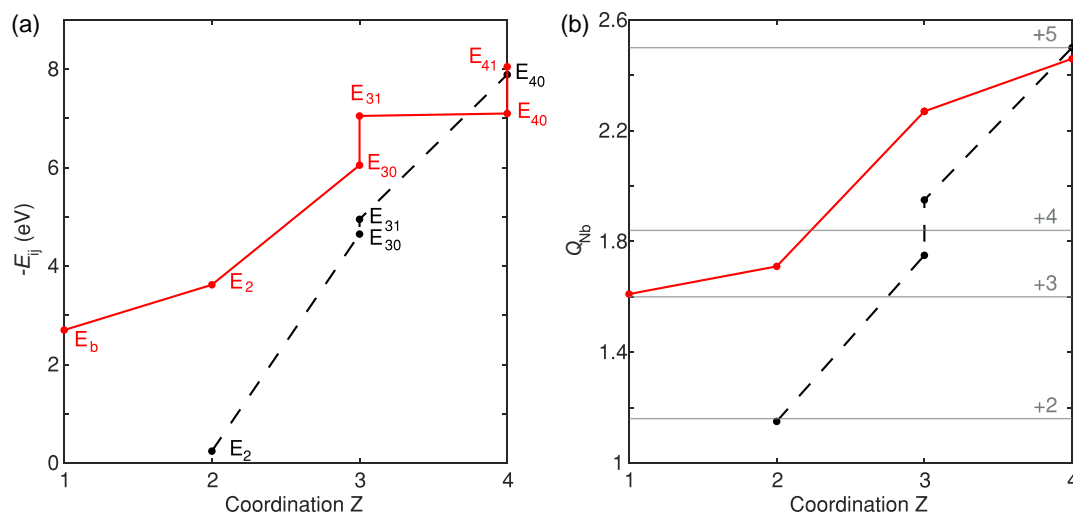 (a)
8
6
4
2
0
-E_ij (eV)
E_b
E_2
E_31
E_30
E_41
E_40
E_40
E_31
E_30
E_2
1
2
3
4
Coordination Z
(b)
2.6
2.2
1.8
1.4
1
Q_Nb
+5
+4
+3
+2
1
2
3
4
Coordination Z